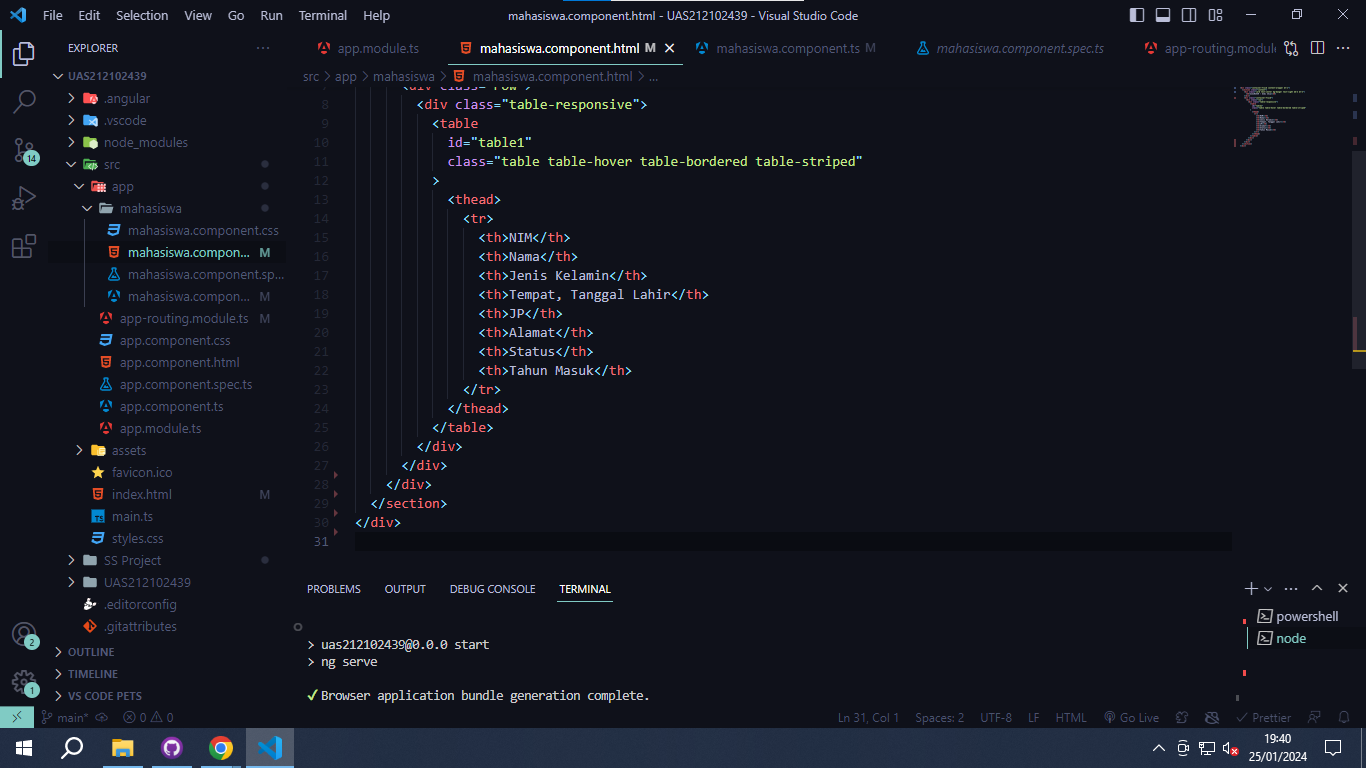 File Edit Selection View Go Run Terminal Help mahasiswa.component.html - UAS212102439 - Visual Studio Code
EXPLORER ...
app.module.ts mahasiswa.component.html M mahasiswa.component.ts M mahasiswa.component.spec.ts app-routing.module
src > app > mahasiswa > mahasiswa.component.html > ...
UAS212102439
.angular
.vscode
node_modules
src
app
mahasiswa
mahasiswa.component.css
mahasiswa.compon... M
mahasiswa.component.sp...
mahasiswa.compon... M
app-routing.module.ts M
app.component.css
app.component.html
app.component.spec.ts
app.component.ts
app.module.ts
assets
favicon.ico
index.html M
main.ts
styles.css
SS Project
UAS212102439
.editorconfig
.gitattributes
OUTLINE
TIMELINE
VS CODE PETS
14
2
1
8 <div class="table-responsive">
9 <table
10 id="table1"
11 class="table table-hover table-bordered table-striped"
12 >
13 <thead>
14 <tr>
15 <th>NIM</th>
16 <th>Nama</th>
17 <th>Jenis Kelamin</th>
18 <th>Tempat, Tanggal Lahir</th>
19 <th>JP</th>
20 <th>Alamat</th>
21 <th>Status</th>
22 <th>Tahun Masuk</th>
23 </tr>
24 </thead>
25 </table>
26 </div>
27 </div>
28 </div>
29 </section>
30 </div>
31
PROBLEMS OUTPUT DEBUG CONSOLE TERMINAL
> uas212102439@0.0.0 start
> ng serve
✓ Browser application bundle generation complete.
powershell
node
main* 0 0 Ln 31, Col 1 Spaces: 2 UTF-8 LF HTML Go Live Prettier
19:40
25/01/2024